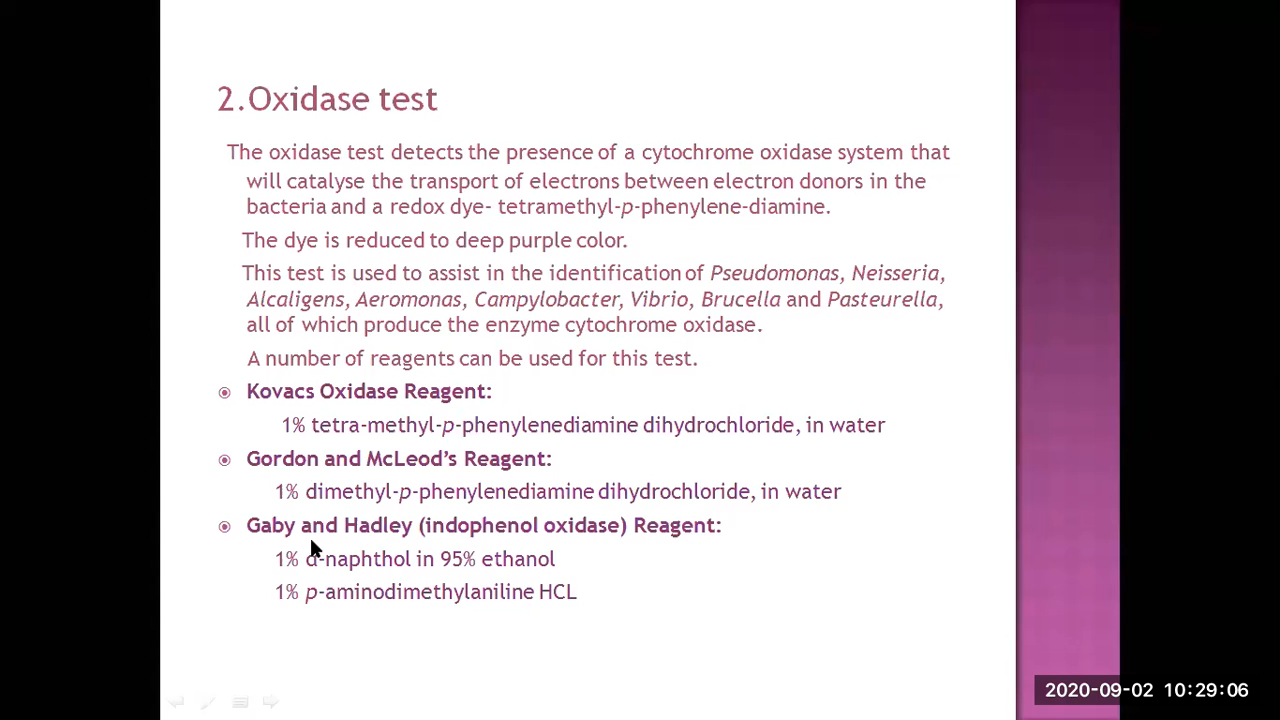 2.Oxidase test
The oxidase test detects the presence of a cytochrome oxidase system that
will catalyse the transport of electrons between electron donors in the
bacteria and a redox dye- tetramethyl-p-phenylene-diamine.
The dye is reduced to deep purple color.
This test is used to assist in the identification of Pseudomonas, Neisseria,
Alcaligens, Aeromonas, Campylobacter, Vibrio, Brucella and Pasteurella,
all of which produce the enzyme cytochrome oxidase.
A number of reagents can be used for this test.
Kovacs Oxidase Reagent:
1% tetra-methyl-p-phenylenediamine dihydrochloride, in water
Gordon and McLeod’s Reagent:
1% dimethyl-p-phenylenediamine dihydrochloride, in water
Gaby and Hadley (indophenol oxidase) Reagent:
1% α-naphthol in 95% ethanol
1% p-aminodimethylaniline HCL
2020-09-02 10:29:06